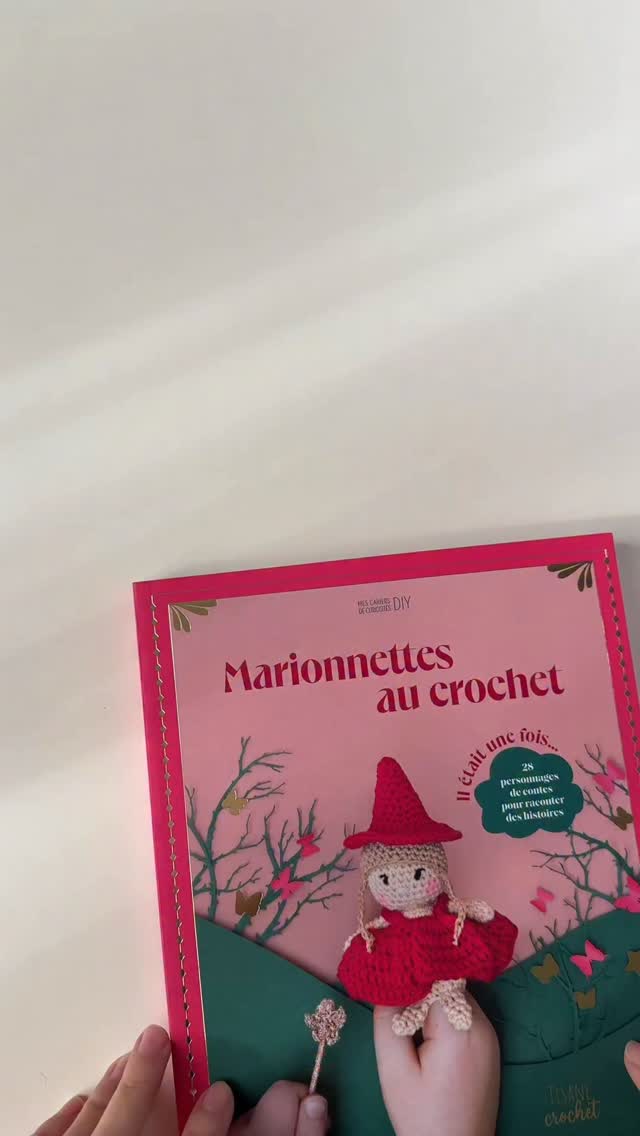 MES CAHIERS
DE CURIOSITÉS DIY
Marionnettes
au crochet
Il était une fois...
28
personnages
de contes
pour raconter
des histoires
TISANE
crochet